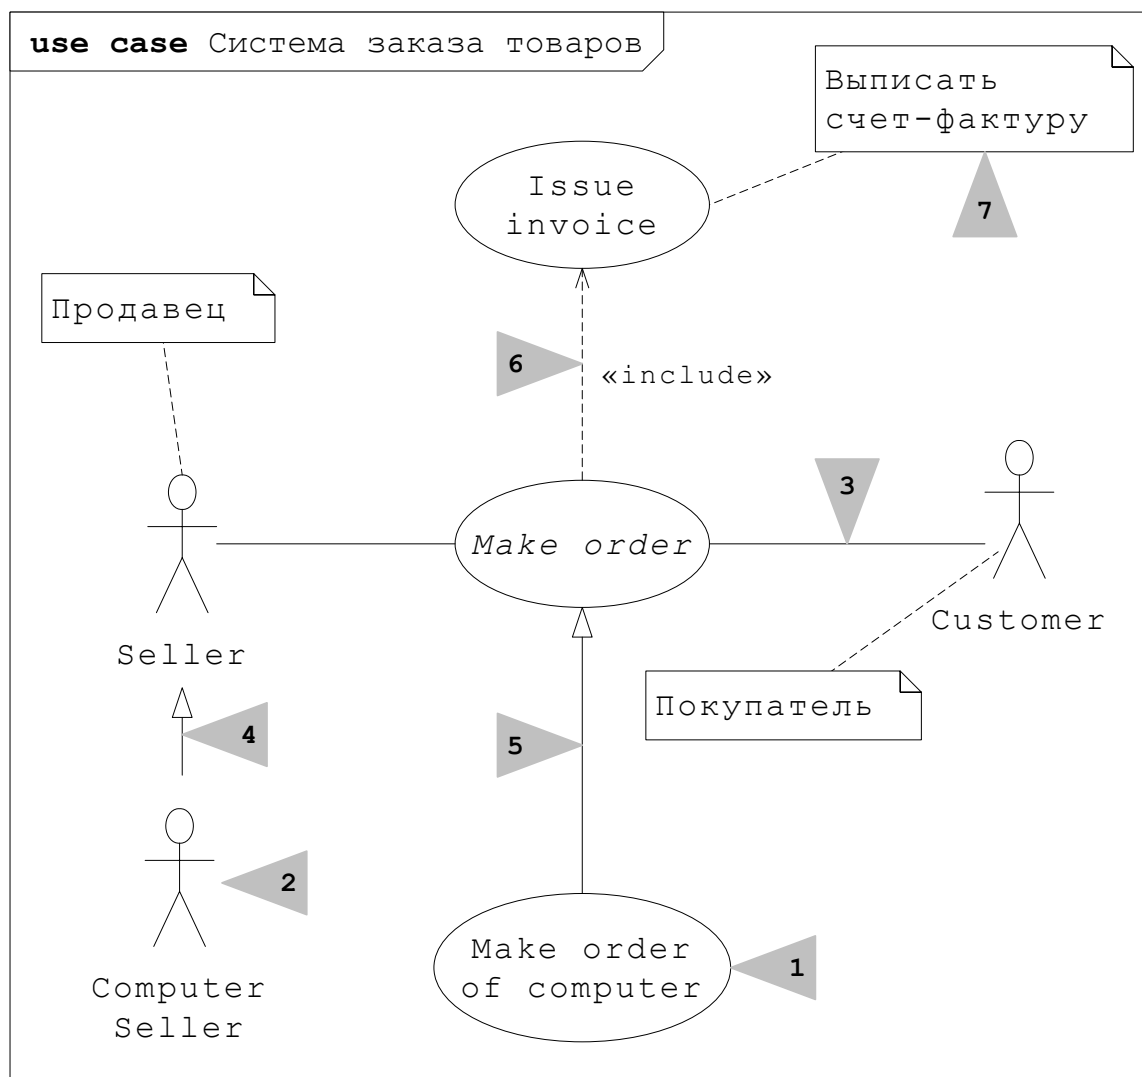 use case Система заказа товаров
Выписать
счет-фактуру
7
Issue
invoice
Продавец
6
«include»
3
Make order
Customer
Seller
Покупатель
4
5
2
1
Make order
of computer
Computer
Seller